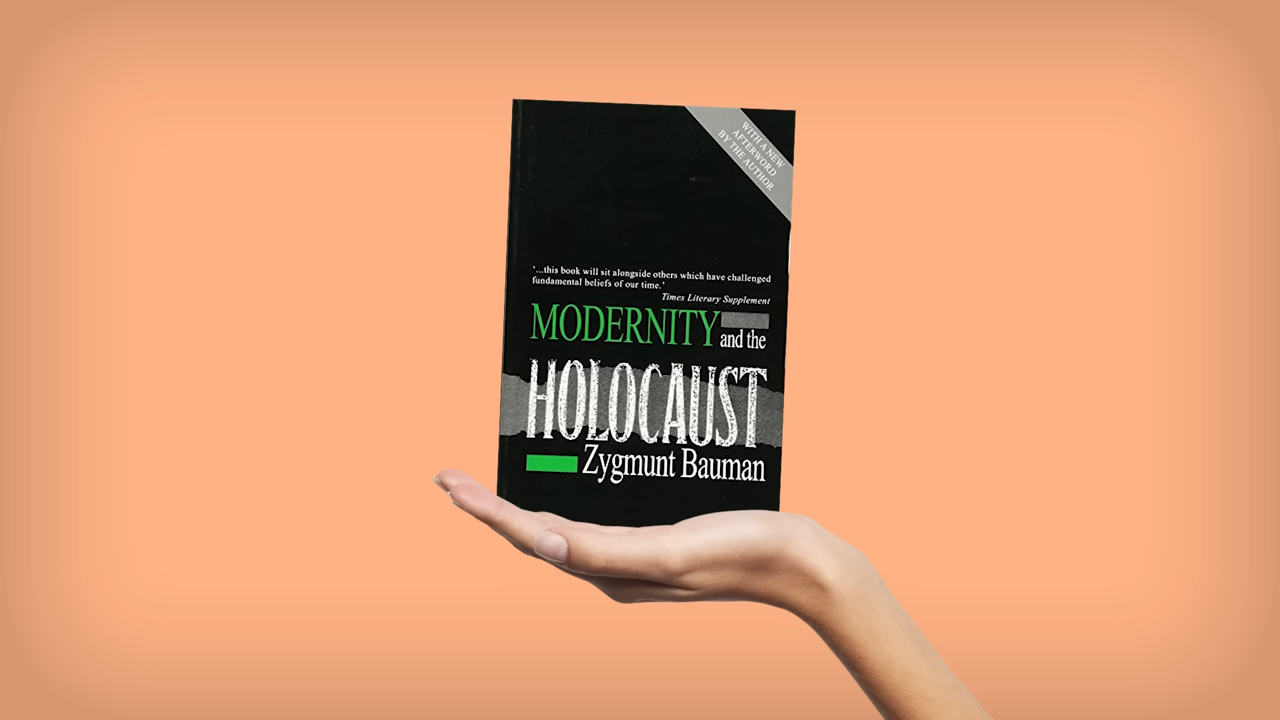 WITH A NEW
AFTERWORD
BY THE AUTHOR
'...this book will sit alongside others which have challenged
fundamental beliefs of our time.'
Times Literary Supplement
MODERNITY
and the
HOLOCAUST
Zygmunt Bauman